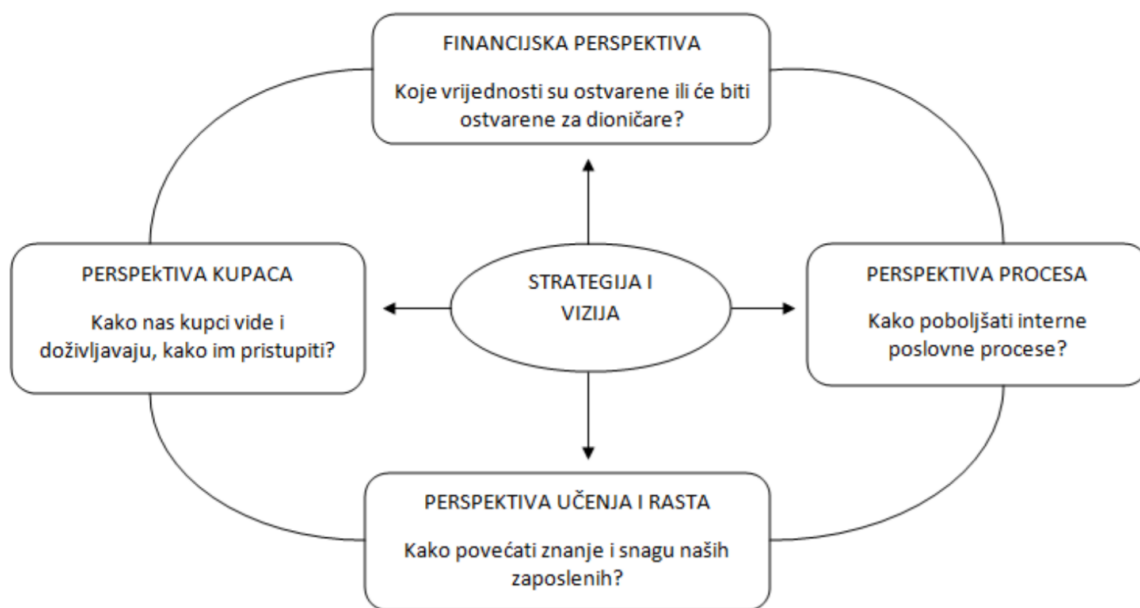 FINANCIJSKA PERSPEKTIVA
Koje vrijednosti su ostvarene ili će biti
ostvarene za dioničare?
PERSPEkTIVA KUPACA
Kako nas kupci vide i
doživljavaju, kako im pristupiti?
STRATEGIJA I
VIZIJA
PERSPEKTIVA PROCESA
Kako poboljšati interne
poslovne procese?
PERSPEKTIVA UČENJA I RASTA
Kako povećati znanje i snagu naših
zaposlenih?